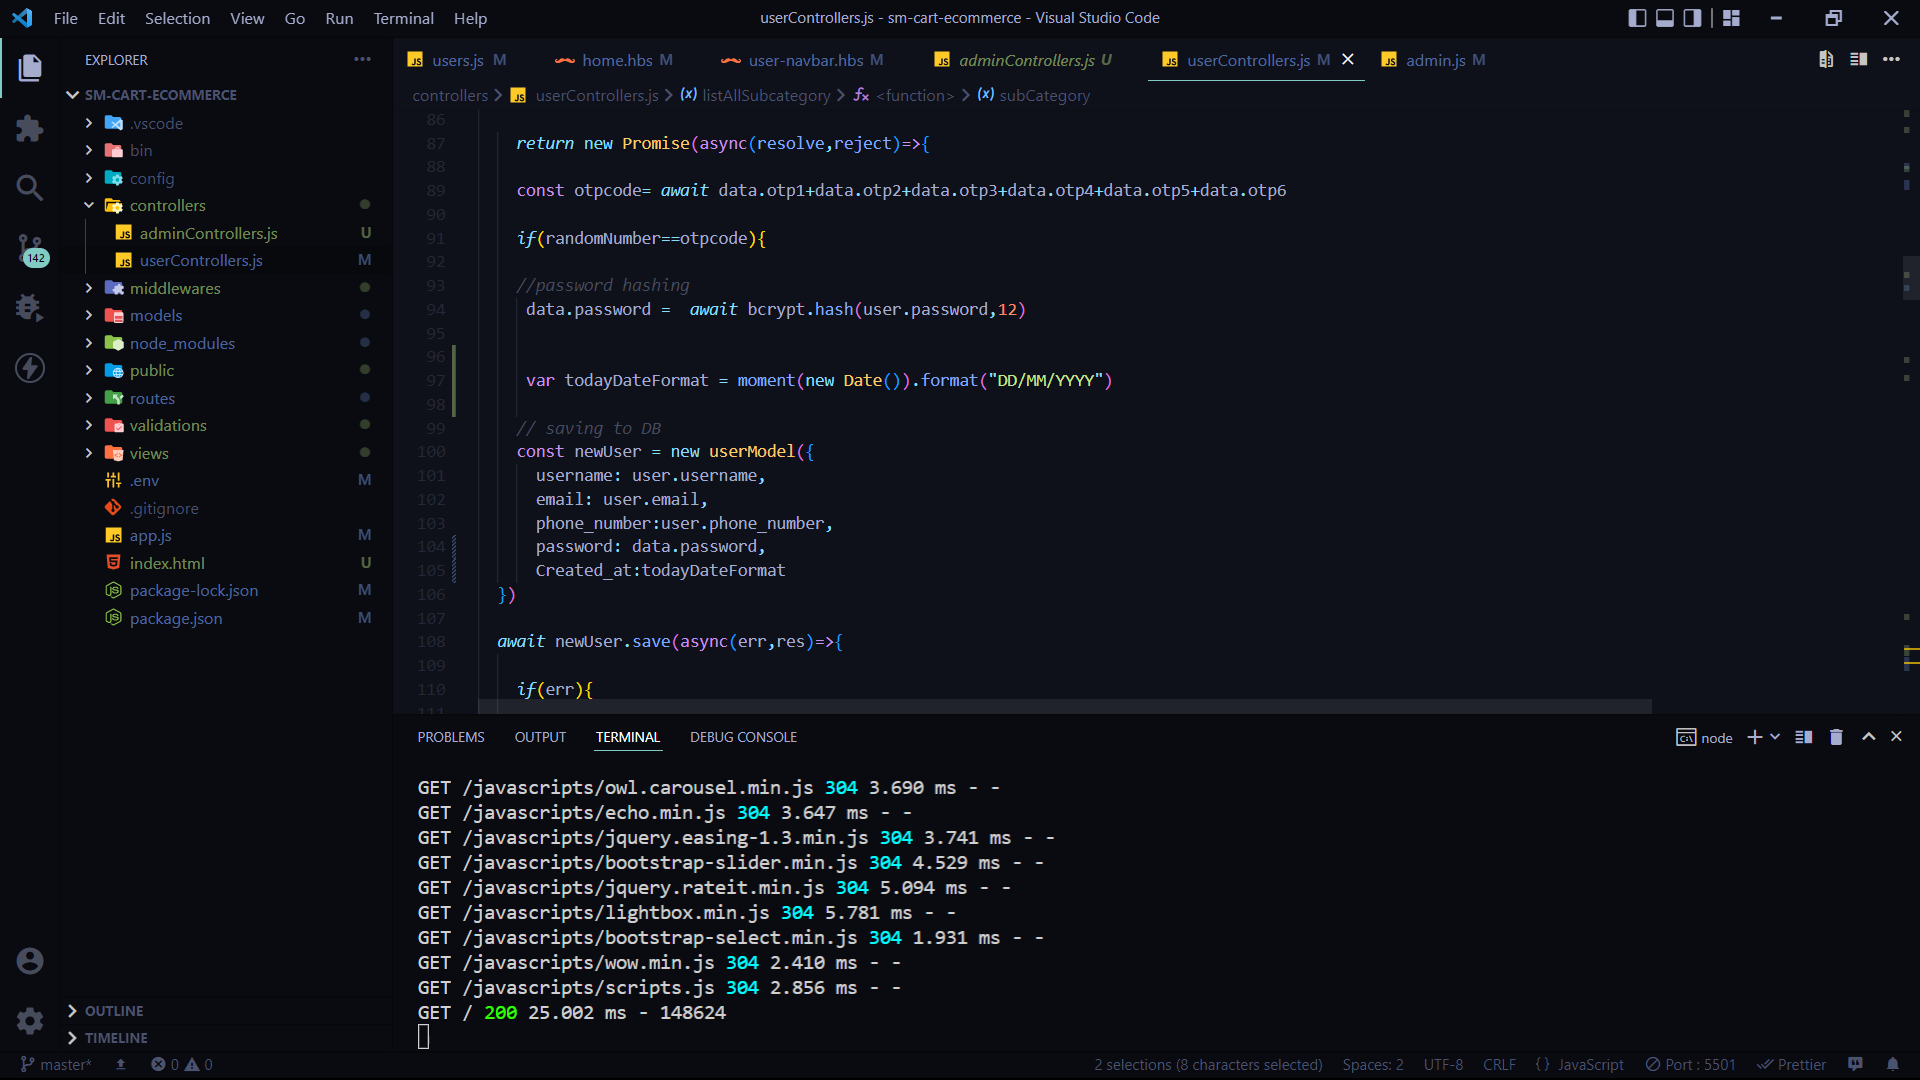 File Edit Selection View Go Run Terminal Help
userControllers.js - sm-cart-ecommerce - Visual Studio Code
EXPLORER
SM-CART-ECOMMERCE
.vscode
bin
config
controllers
adminControllers.js U
userControllers.js M
middlewares
models
node_modules
public
routes
validations
views
.env M
.gitignore
app.js M
index.html U
package-lock.json M
package.json M
OUTLINE
TIMELINE
142
users.js M home.hbs M user-navbar.hbs M adminControllers.js U userControllers.js M admin.js M
controllers > userControllers.js > listAllSubcategory > <function> > subCategory
86
87 return new Promise(async(resolve,reject)=>{
88
89 const otpcode= await data.otp1+data.otp2+data.otp3+data.otp4+data.otp5+data.otp6
90
91 if(randomNumber==otpcode){
92
93 //password hashing
94 data.password =  await bcrypt.hash(user.password,12)
95
96
97 var todayDateFormat = moment(new Date()).format("DD/MM/YYYY")
98
99 // saving to DB
100 const newUser = new userModel({
101 username: user.username,
102 email: user.email,
103 phone_number:user.phone_number,
104 password: data.password,
105 Created_at:todayDateFormat
106 })
107
108 await newUser.save(async(err,res)=>{
109
110 if(err){
111
PROBLEMS OUTPUT TERMINAL DEBUG CONSOLE
node
GET /javascripts/owl.carousel.min.js 304 3.690 ms - -
GET /javascripts/echo.min.js 304 3.647 ms - -
GET /javascripts/jquery.easing-1.3.min.js 304 3.741 ms - -
GET /javascripts/bootstrap-slider.min.js 304 4.529 ms - -
GET /javascripts/jquery.rateit.min.js 304 5.094 ms - -
GET /javascripts/lightbox.min.js 304 5.781 ms - -
GET /javascripts/bootstrap-select.min.js 304 1.931 ms - -
GET /javascripts/wow.min.js 304 2.410 ms - -
GET /javascripts/scripts.js 304 2.856 ms - -
GET / 200 25.002 ms - 148624
master* 0 0
2 selections (8 characters selected) Spaces: 2 UTF-8 CRLF {} JavaScript Port : 5501 Prettier